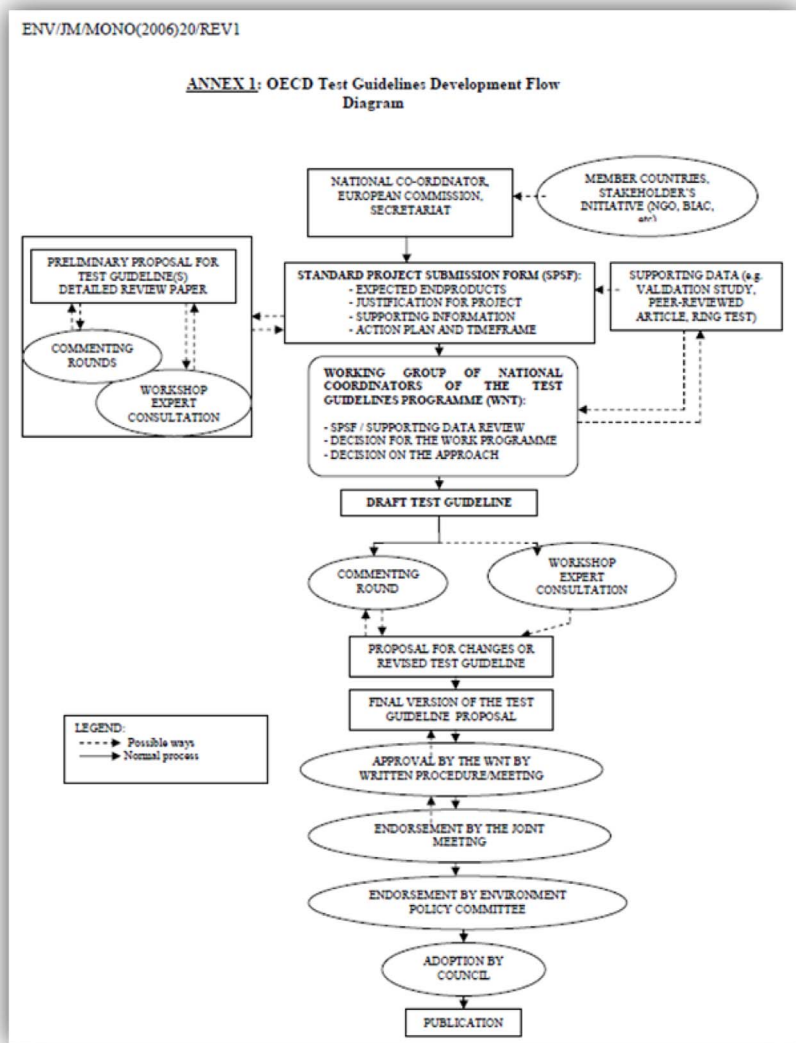 ENV/JM/MONO(2006)20/REV1
ANNEX 1: OECD Test Guidelines Development Flow
Diagram
NATIONAL CO-ORDINATOR,
EUROPEAN COMMISSION,
SECRETARIAT
MEMBER COUNTRIES,
STAKEHOLDER'S
INITIATIVE (NGO, BIAC,
etc)
PRELIMINARY PROPOSAL FOR
TEST GUIDELINE(S)
DETAILED REVIEW PAPER
COMMENTING
ROUNDS
WORKSHOP
EXPERT
CONSULTATION
STANDARD PROJECT SUBMISSION FORM (SPSF):
- EXPECTED ENDPRODUCTS
- JUSTIFICATION FOR PROJECT
- SUPPORTING INFORMATION
- ACTION PLAN AND TIMEFRAME
SUPPORTING DATA (e.g.
VALIDATION STUDY,
PEER-REVIEWED
ARTICLE, RING TEST)
WORKING GROUP OF NATIONAL
COORDINATORS OF THE TEST
GUIDELINES PROGRAMME (WNT):
- SPSF / SUPPORTING DATA REVIEW
- DECISION FOR THE WORK PROGRAMME
- DECISION ON THE APPROACH
DRAFT TEST GUIDELINE
COMMENTING
ROUND
WORKSHOP
EXPERT
CONSULTATION
PROPOSAL FOR CHANGES OR
REVISED TEST GUIDELINE
FINAL VERSION OF THE TEST
GUIDELINE PROPOSAL
LEGEND:
Possible ways
Normal process
APPROVAL BY THE WNT BY
WRITTEN PROCEDURE/MEETING
ENDORSEMENT BY THE JOINT
MEETING
ENDORSEMENT BY ENVIRONMENT
POLICY COMMITTEE
ADOPTION BY
COUNCIL
PUBLICATION